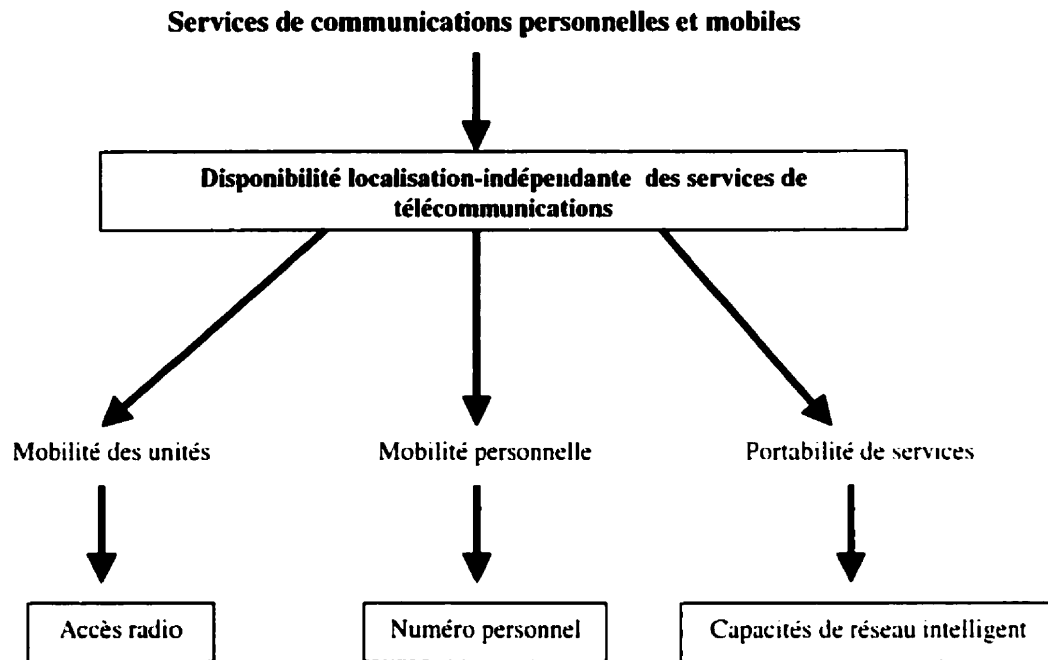 Services de communications personnelles et mobiles
Disponibilité localisation-indépendante des services de
télécommunications
Mobilité des unités
Mobilité personnelle
Portabilité de services
Accès radio
Numéro personnel
Capacités de réseau intelligent